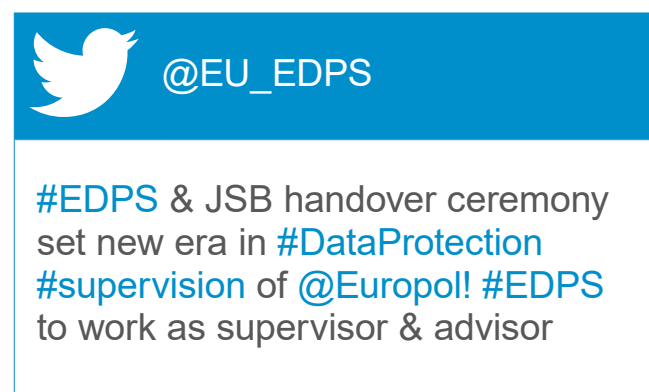 @EU_EDPS
#EDPS & JSB handover ceremony
set new era in #DataProtection
#supervision of @Europol! #EDPS
to work as supervisor & advisor